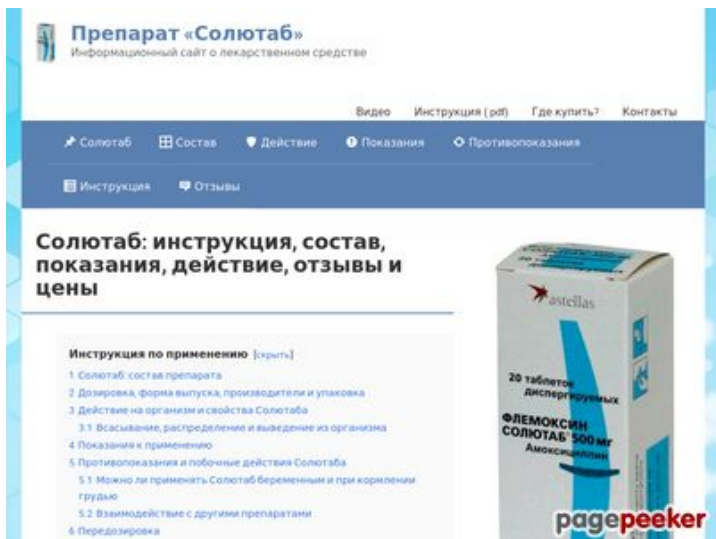 Препарат «Солютаб»
Информационный сайт о лекарственном средстве
Видео Инструкция (pdf) Где купить? Контакты
Солютаб Состав Действие Показания Противопоказания
Инструкция Отзывы
Солютаб: инструкция, состав,
показания, действие, отзывы и
цены
Инструкция по применению [скрыть]
1 Солютаб: состав препарата
2 Дозировка, форма выпуска, производители и упаковка
3 Действие на организм и свойства Солютаба
3.1 Всасывание, распределение и выведение из организма
4 Показания к применению
5 Противопоказания и побочные действия Солютаба
5.1 Можно ли применять Солютаб беременным и при кормлении
грудью
5.2 Взаимодействие с другими препаратами
6 Передозировка
astellas
20 таблеток
диспергируемых
ФЛЕМОКСИН
СОЛЮТАБ® 500 мг
Амоксициллин
pagepeeker